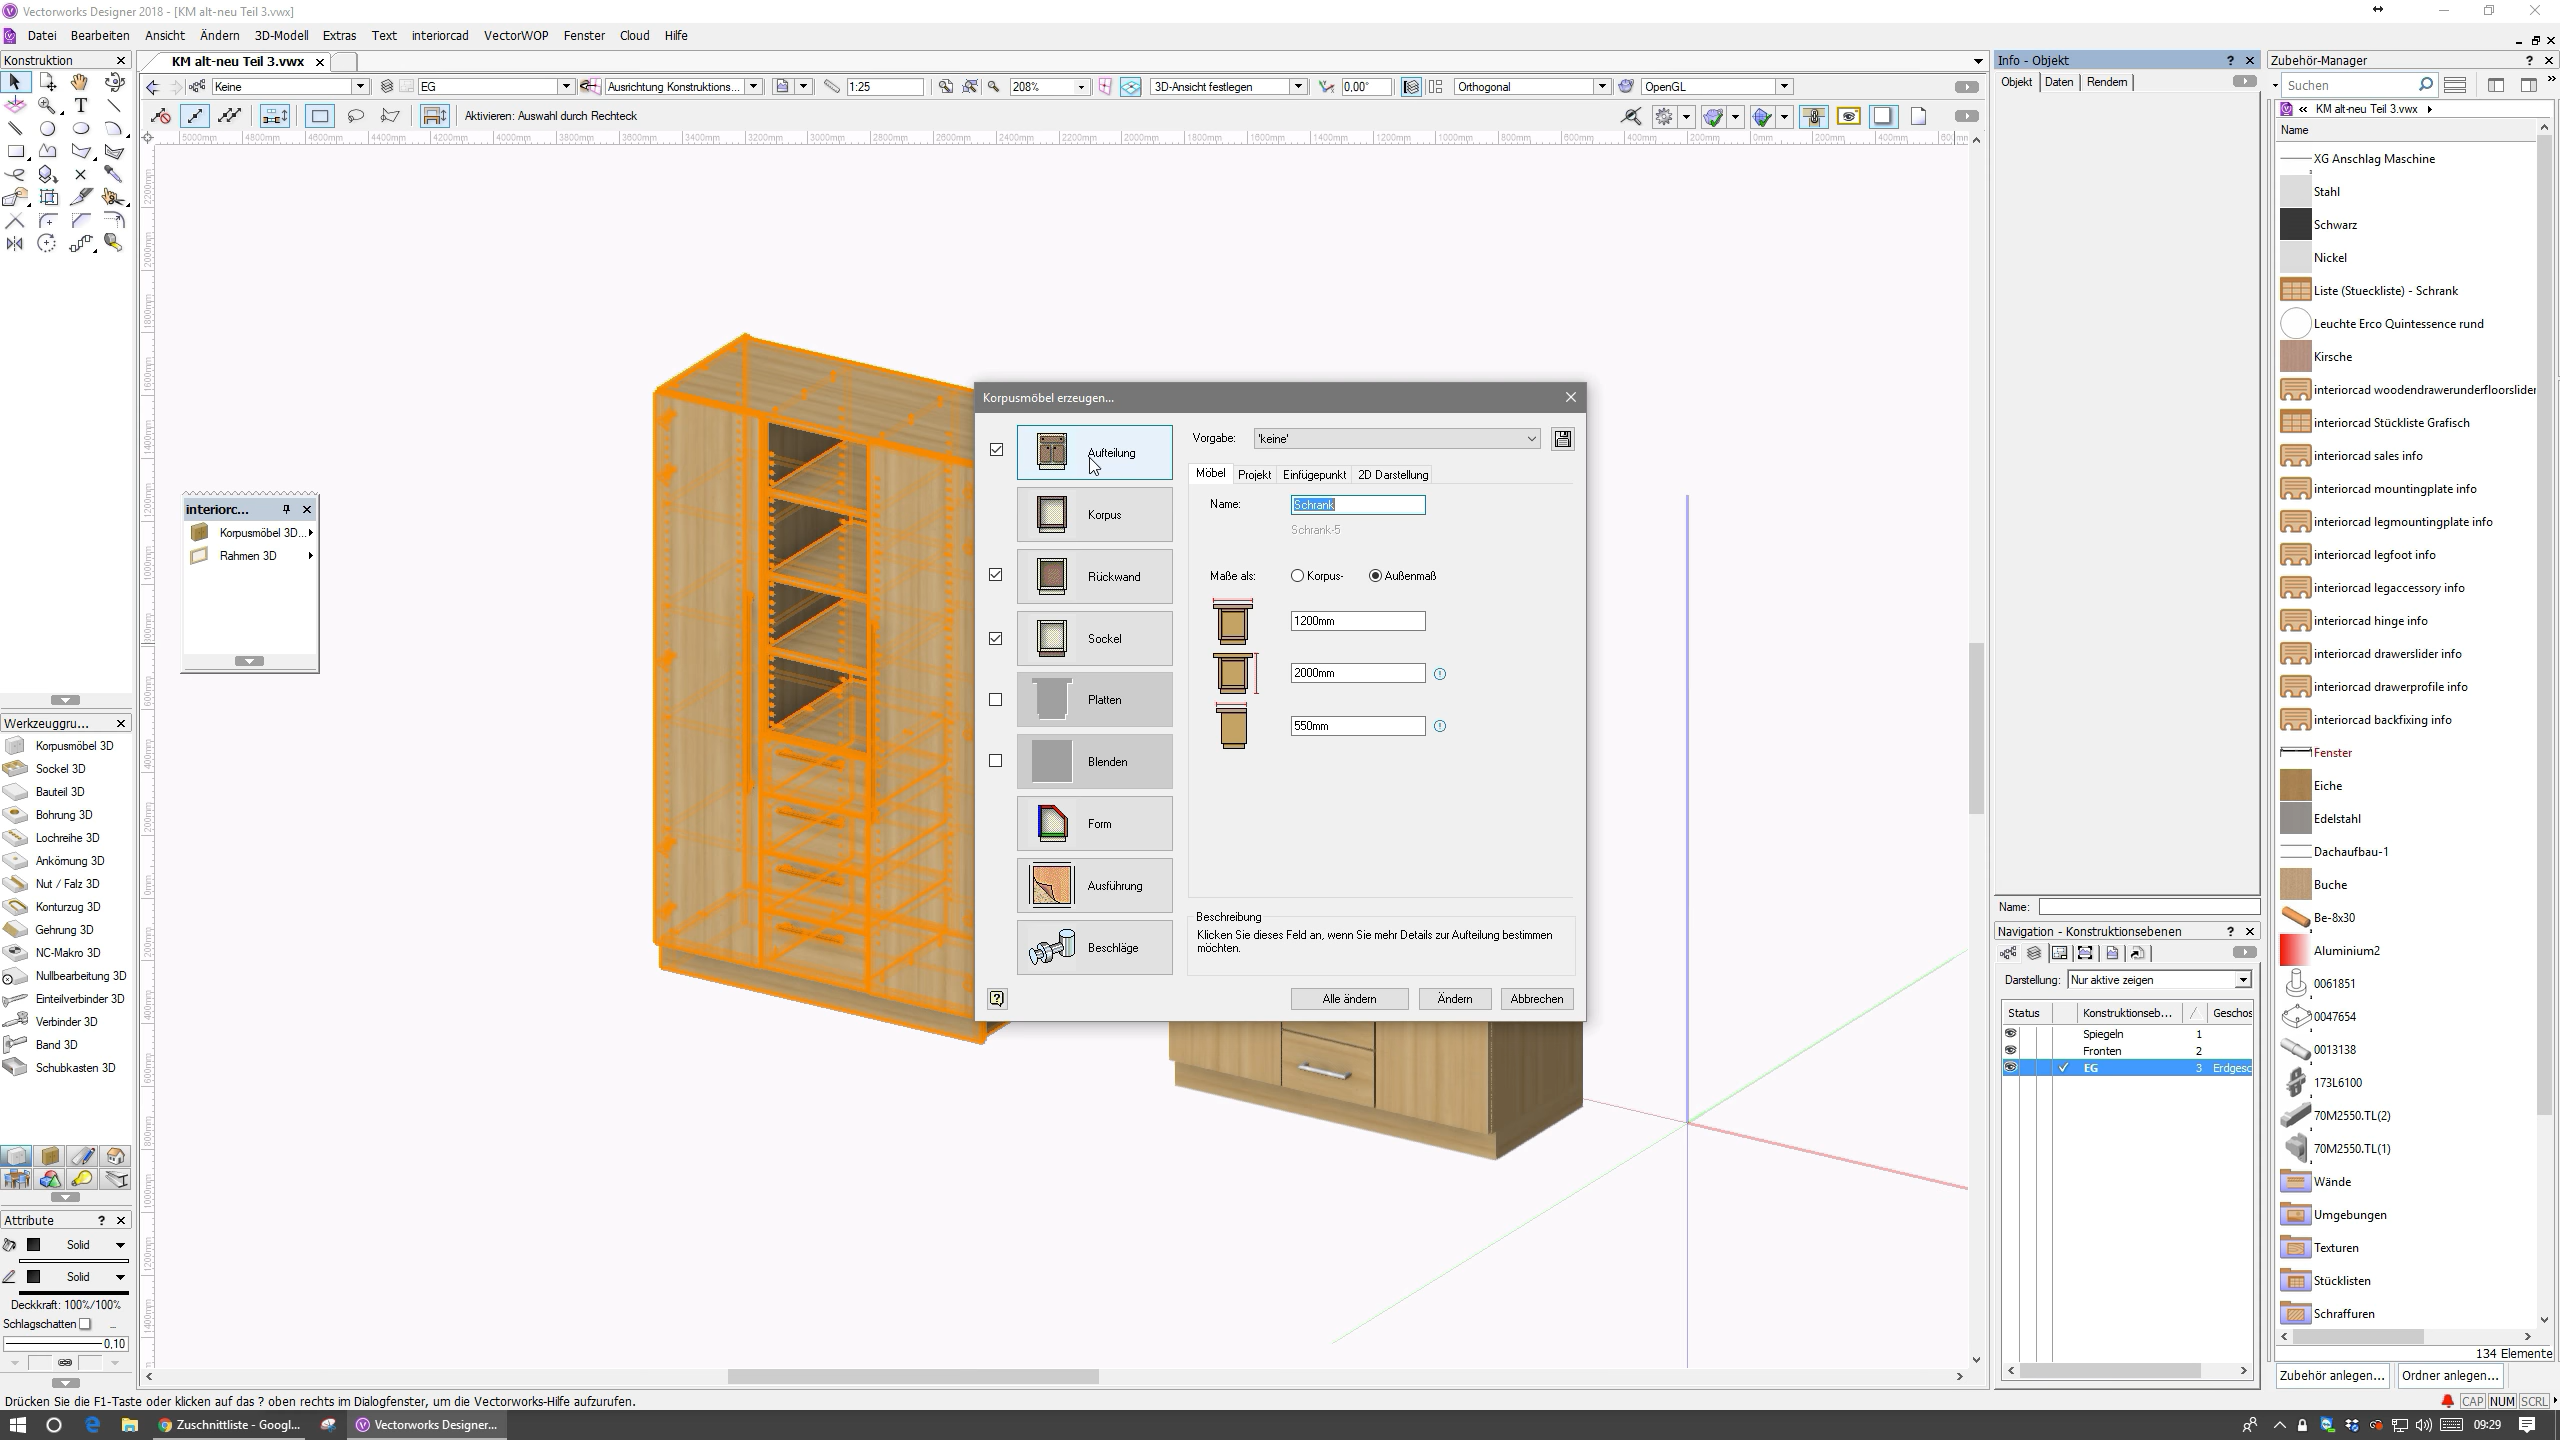 Vectorworks Designer 2018 - [KM alt-neu Teil 3.vwx]
Datei Bearbeiten Ansicht Ändern 3D-Modell Extras Text interiorcad VectorWOP Fenster Cloud Hilfe
Konstruktion
KM alt-neu Teil 3.vwx
Keine
EG
Ausrichtung Konstruktions...
1:25
208%
3D-Ansicht festlegen
0,00°
Orthogonal
OpenGL
Aktivieren: Auswahl durch Rechteck
interiorc...
Korpusmöbel 3D...
Rahmen 3D
Werkzeuggru...
Korpusmöbel 3D
Sockel 3D
Bauteil 3D
Bohrung 3D
Lochreihe 3D
Ankörnung 3D
Nut / Falz 3D
Konturzug 3D
Gehrung 3D
NC-Makro 3D
Nullbearbeitung 3D
Einteilverbinder 3D
Verbinder 3D
Band 3D
Schubkasten 3D
Attribute ?
Solid
Solid
Deckkraft: 100%/100%
Schlagschatten ...
0,10
Korpusmöbel erzeugen...
Aufteilung
Korpus
Rückwand
Sockel
Platten
Blenden
Form
Ausführung
Beschläge
Vorgabe: 'keine'
Möbel Projekt Einfügepunkt 2D Darstellung
Name: Schrank
Schrank-5
Maße als: Korpus- Außenmaß
1200mm
2000mm
550mm
Beschreibung
Klicken Sie dieses Feld an, wenn Sie mehr Details zur Aufteilung bestimmen
möchten.
Alle ändern Ändern Abbrechen
Info - Objekt ?
Objekt Daten Rendern
Name:
Navigation - Konstruktionsebenen ?
Darstellung: Nur aktive zeigen
Status Konstruktionseb... Geschos
Spiegeln 1
Fronten 2
EG 3 Erdgesc
Zubehör-Manager ?
Suchen
KM alt-neu Teil 3.vwx
Name
XG Anschlag Maschine
Stahl
Schwarz
Nickel
Liste (Stueckliste) - Schrank
Leuchte Erco Quintessence rund
Kirsche
interiorcad woodendrawerunderfloorslider
interiorcad Stückliste Grafisch
interiorcad sales info
interiorcad mountingplate info
interiorcad legmountingplate info
interiorcad legfoot info
interiorcad legaccessory info
interiorcad hinge info
interiorcad drawerslider info
interiorcad drawerprofile info
interiorcad backfixing info
Fenster
Eiche
Edelstahl
Dachaufbau-1
Buche
Be-8x30
Aluminium2
0061851
0047654
0013138
173L6100
70M2550.TL(2)
70M2550.TL(1)
Wände
Umgebungen
Texturen
Stücklisten
Schraffuren
134 Elemente
Zubehör anlegen... Ordner anlegen...
Drücken Sie die F1-Taste oder klicken auf das ? oben rechts im Dialogfenster, um die Vectorworks-Hilfe aufzurufen.
CAP NUM SCRL
Zuschnittliste - Googl... Vectorworks Designer...
09:29